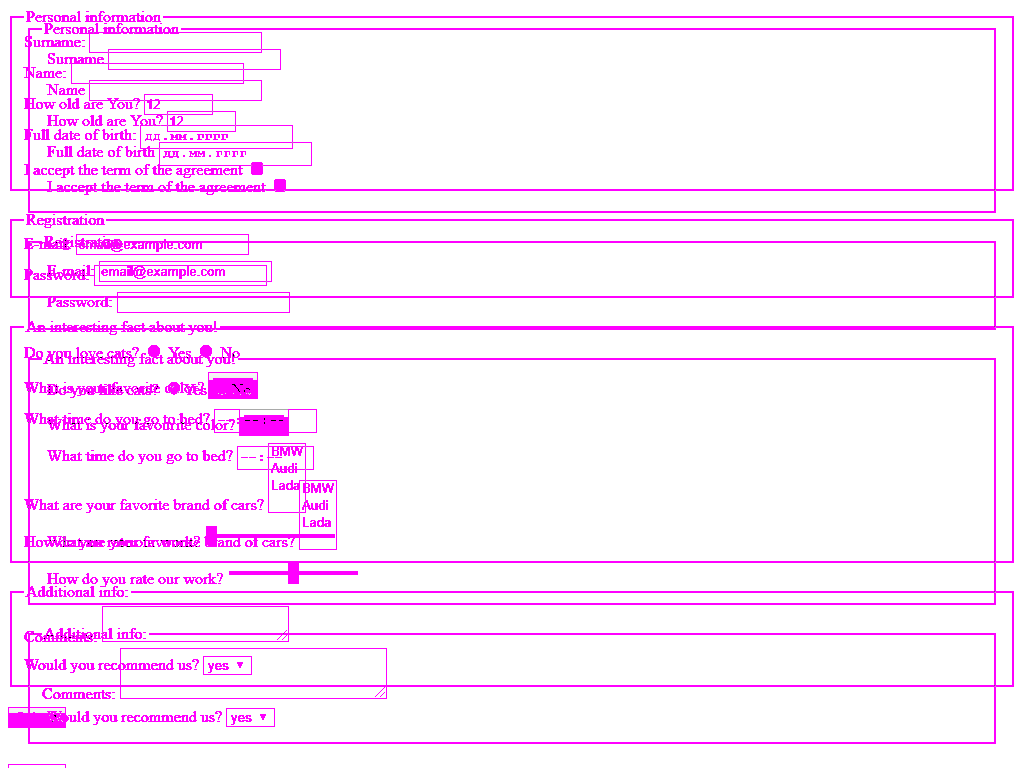 Personal information
Personal information
Surname:
Surname
Name:
Name
How old are You? 12
How old are You? 12
Full date of birth: дд.мм.гггг
Full date of birth дд.мм.гггг
I accept the term of the agreement
I accept the term of the agreement
Registration
Registration
E-mail: email@example.com
E-mail: email@example.com
Password:
Password:
An interesting fact about you!
Do you love cats? Yes No
An interesting fact about you!
What is your favorite color?
Do you like cats? Yes No
What time do you go to bed? --:--
What is your favourite color?
What time do you go to bed? --:--
BMW
Audi
Lada
What are your favorite brand of cars?
BMW
Audi
Lada
How do you rate our work?
What are your favorite brand of cars?
How do you rate our work?
Additional info:
Additional info:
Comments:
Would you recommend us? yes
Comments:
Would you recommend us? yes